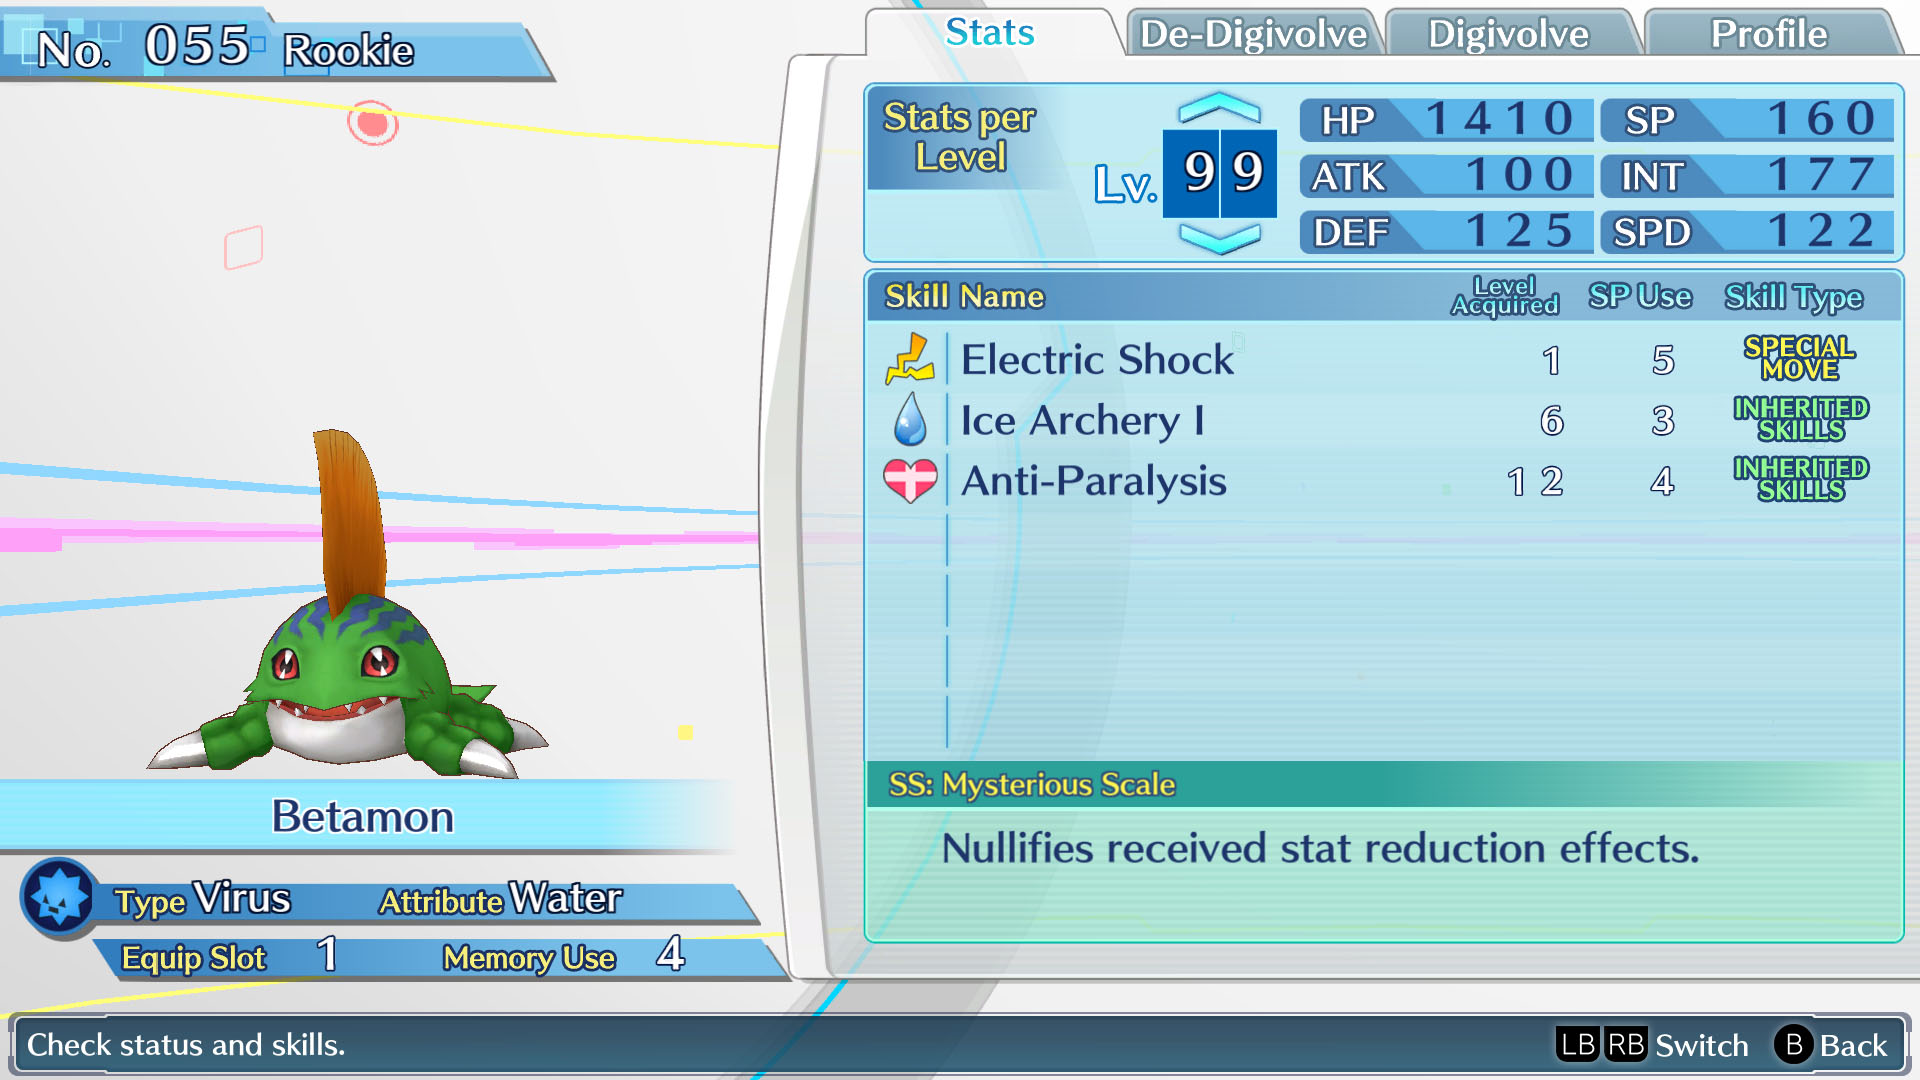 No. 055 Rookie
Stats
De-Digivolve
Digivolve
Profile
Stats per
Level
Lv. 99
HP 1410
SP 160
ATK 100
INT 177
DEF 125
SPD 122
Skill Name
Level
Acquired
SP Use
Skill Type
Electric Shock 1 5 SPECIAL
MOVE
Ice Archery I 6 3 INHERITED
SKILLS
Anti-Paralysis 12 4 INHERITED
SKILLS
SS: Mysterious Scale
Nullifies received stat reduction effects.
Betamon
Type Virus Attribute Water
Equip Slot 1 Memory Use 4
Check status and skills.
LB RB Switch B Back